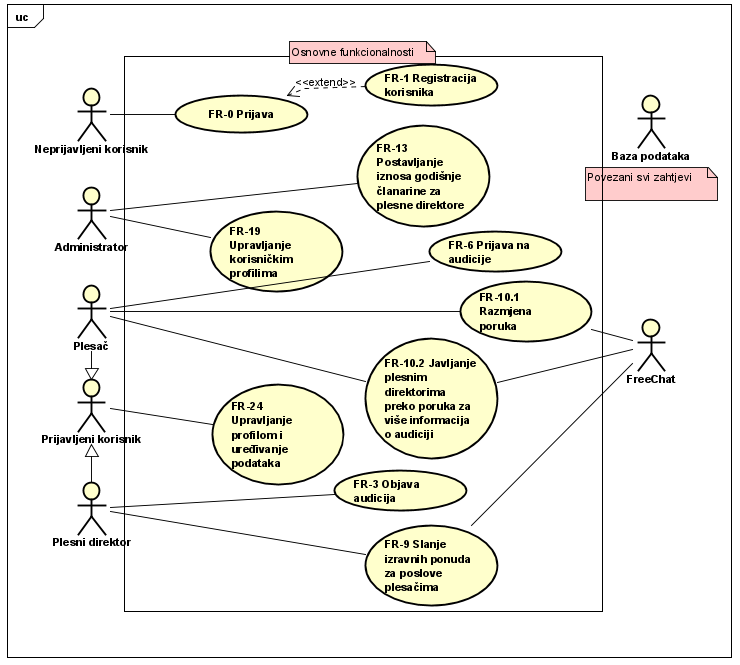 uc
Osnovne funkcionalnosti
<<extend>>
FR-1 Registracija
korisnika
FR-0 Prijava
Neprijavljeni korisnik
Baza podataka
Povezani svi zahtjevi
FR-13
Postavljanje
iznosa godišnje
članarine za
plesne direktore
Administrator
FR-19
Upravljanje
korisničkim
profilima
FR-6 Prijava na
audicije
Plesač
FR-10.1
Razmjena
poruka
FreeChat
FR-10.2 Javljanje
plesnim
direktorima
preko poruka za
više informacija
o audiciji
Prijavljeni korisnik
FR-24
Upravljanje
profilom i
uređivanje
podataka
FR-3 Objava
audicija
Plesni direktor
FR-9 Slanje
izravnih ponuda
za poslove
plesačima